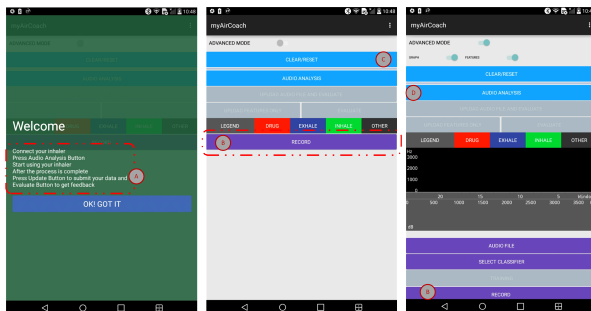 10:48
myAirCoach
ADVANCED MODE
CLEAR/RESET
Welcome
Connect your inhaler
Press Audio Analysis Button
Start using your inhaler
After the process is complete
Press Update Button to submit your data and
Evaluate Button to get feedback
A
OK! GOT IT
10:48
myAirCoach
ADVANCED MODE
CLEAR/RESET
C
AUDIO ANALYSIS
LEGEND DRUG EXHALE INHALE OTHER
B
RECORD
myAirCoach
ADVANCED MODE
GRAPH FEATURES
CLEAR/RESET
D
AUDIO ANALYSIS
LEGEND DRUG EXHALE INHALE OTHER
Hz
3000
2000
1000
0
20 15 10 5
0 500 1000 1500 2000 2500 3000
dB
AUDIO FILE
SELECT CLASSIFIER
B
RECORD